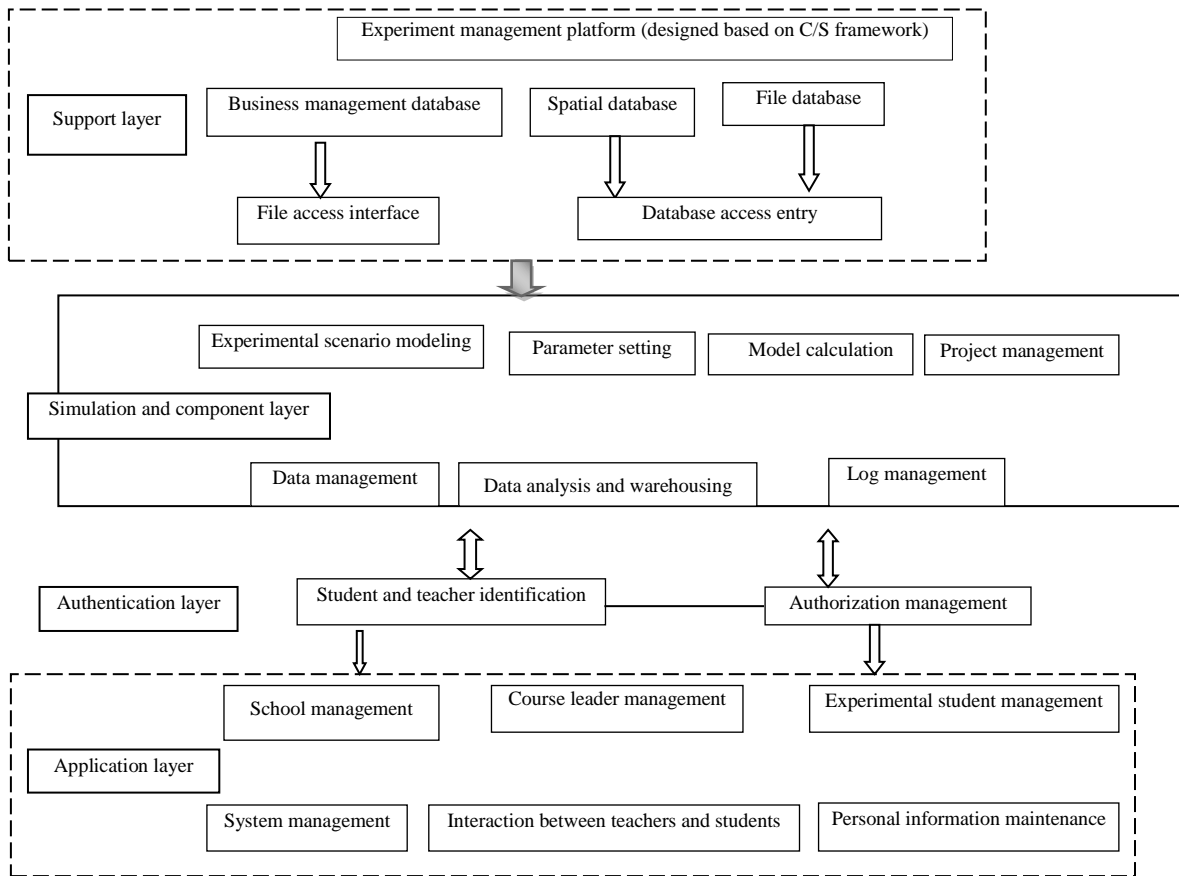 Experiment management platform (designed based on C/S framework)
Support layer
Business management database
Spatial database
File database
File access interface
Database access entry
Experimental scenario modeling
Parameter setting
Model calculation
Project management
Simulation and component layer
Data management
Data analysis and warehousing
Log management
Authentication layer
Student and teacher identification
Authorization management
School management
Course leader management
Experimental student management
Application layer
System management
Interaction between teachers and students
Personal information maintenance